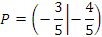 P = (-3/5 | -4/5)